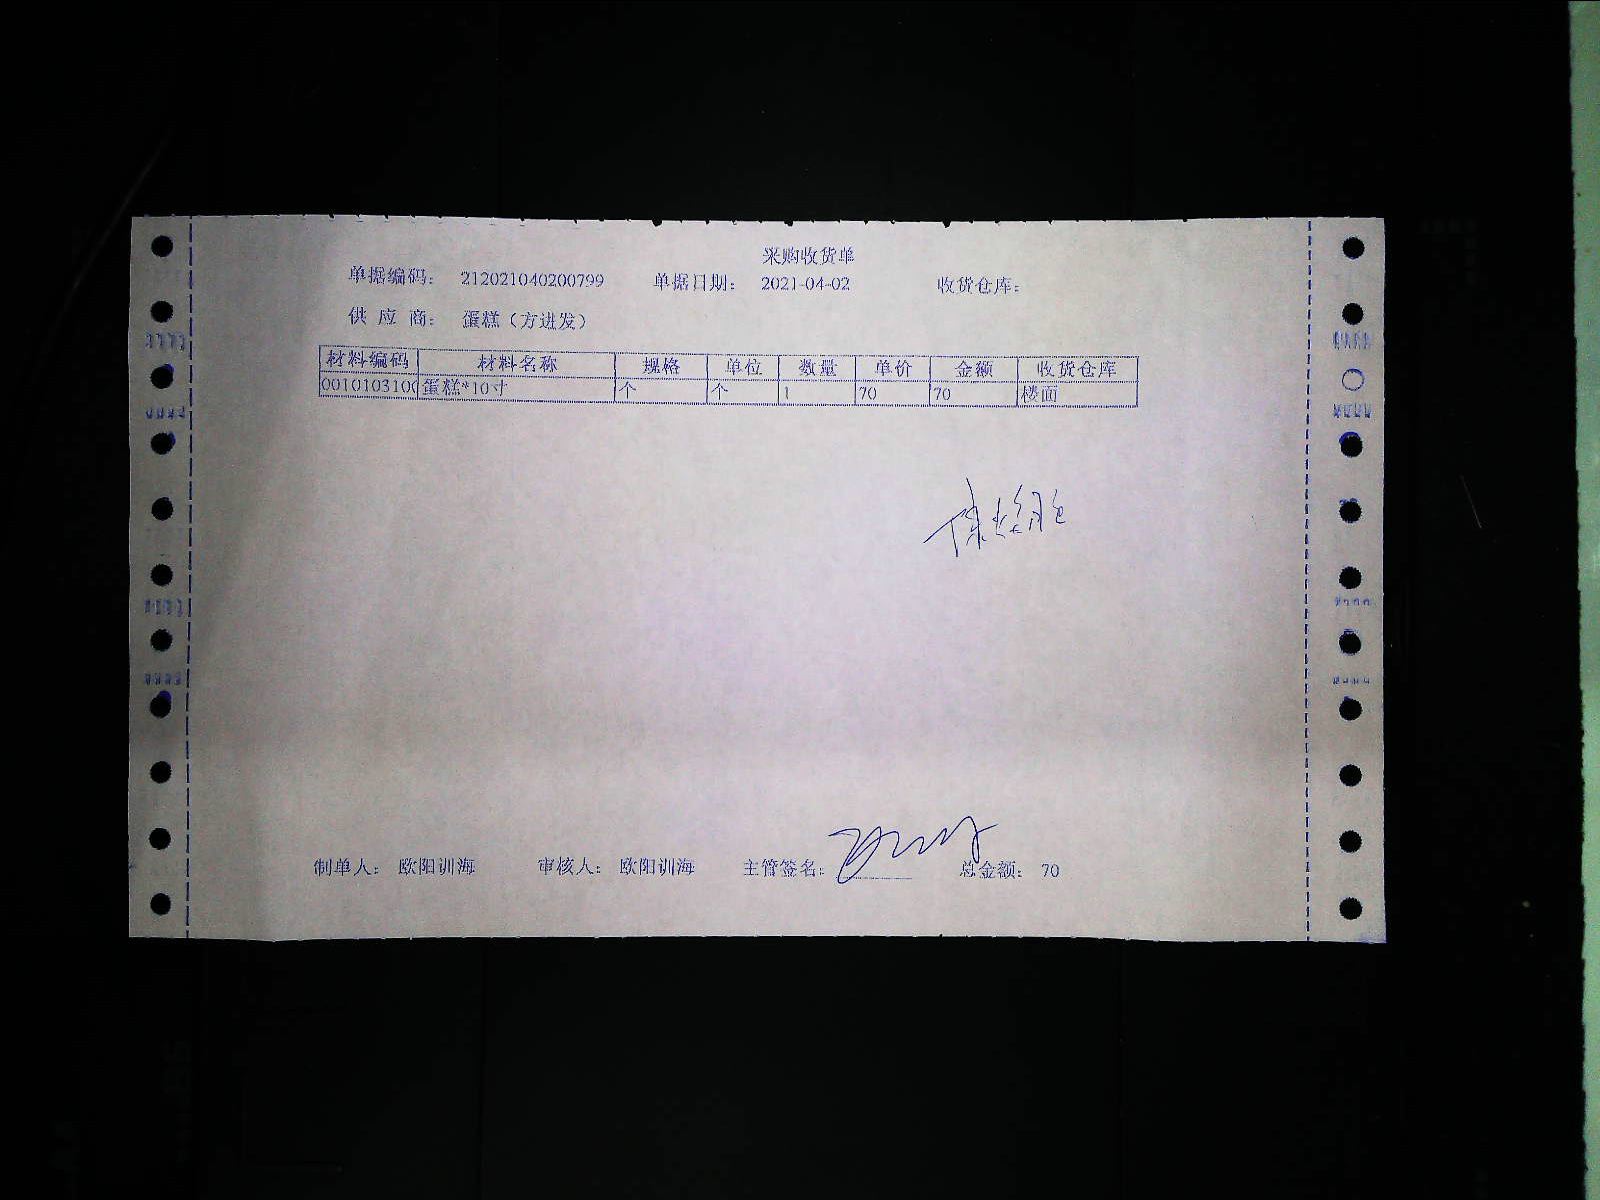 采购收货单
单据编码： 212021040200799 单据日期： 2021-04-02 收货仓库：
供 应 商： 蛋糕（方进发）
材料编码 材料名称 规格 单位 数量 单价 金额 收货仓库
0010103100 蛋糕*10寸 个 个 1 70 70 楼面
制单人： 欧阳训海 审核人： 欧阳训海 主管签名： 总金额： 70